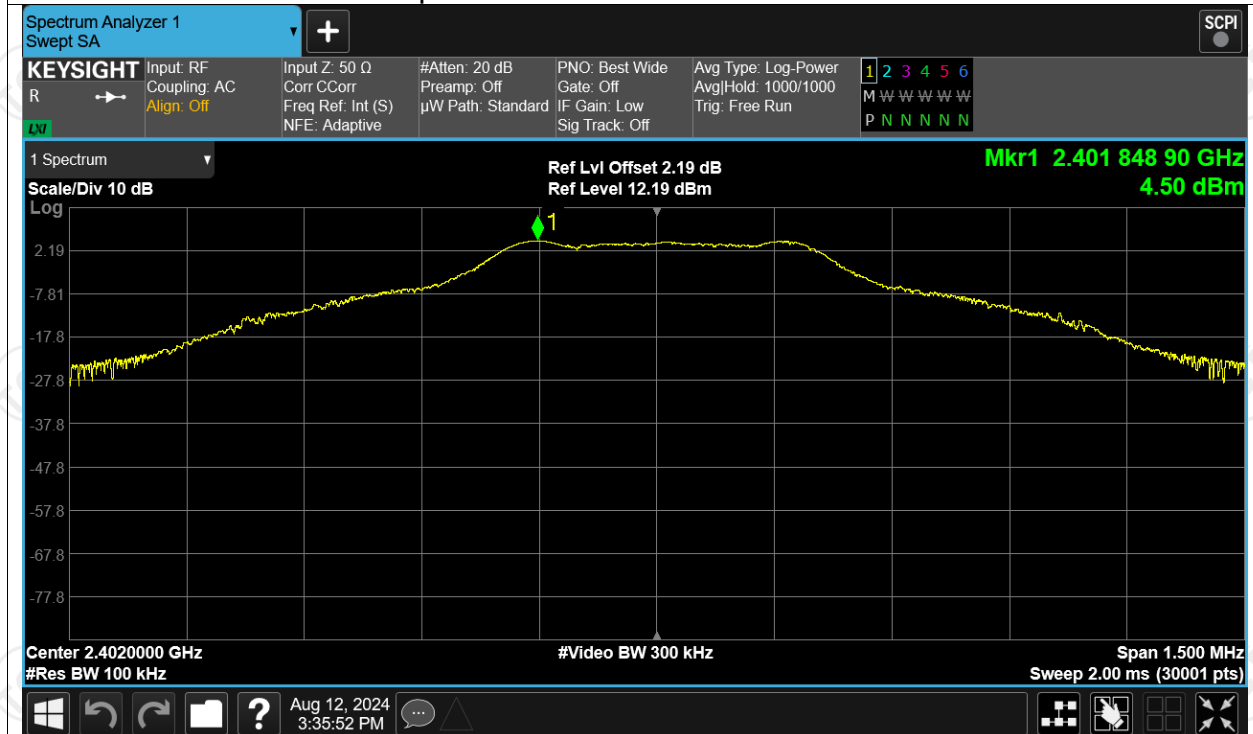 Spectrum Analyzer 1
Swept SA
+
SCPI
KEYSIGHT
R
LXI
Input: RF
Coupling: AC
Align: Off
Input Z: 50 Ω
Corr CCorr
Freq Ref: Int (S)
NFE: Adaptive
#Atten: 20 dB
Preamp: Off
µW Path: Standard
PNO: Best Wide
Gate: Off
IF Gain: Low
Sig Track: Off
Avg Type: Log-Power
Avg|Hold: 1000/1000
Trig: Free Run
1 2 3 4 5 6
M W W W W W
P N N N N N
1 Spectrum
Scale/Div 10 dB
Log
Ref Lvl Offset 2.19 dB
Ref Level 12.19 dBm
Mkr1 2.401 848 90 GHz
4.50 dBm
1
2.19
-7.81
-17.8
-27.8
-37.8
-47.8
-57.8
-67.8
-77.8
Center 2.4020000 GHz
#Res BW 100 kHz
#Video BW 300 kHz
Span 1.500 MHz
Sweep 2.00 ms (30001 pts)
?
Aug 12, 2024
3:35:52 PM